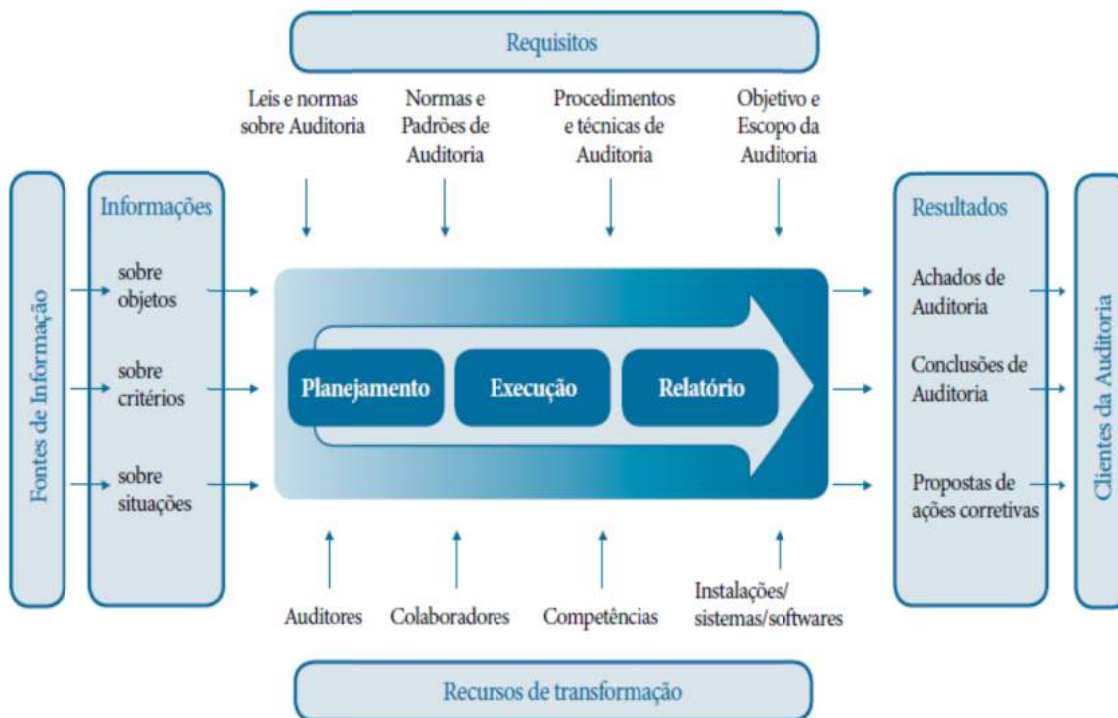 Requisitos
Leis e normas
sobre Auditoria
Normas e
Padrões de
Auditoria
Procedimentos
e técnicas de
Auditoria
Objetivo e
Escopo da
Auditoria
Fontes de Informação
Informações
sobre
objetos
sobre
critérios
sobre
situações
Planejamento
Execução
Relatório
Resultados
Achados de
Auditoria
Conclusões de
Auditoria
Propostas de
ações corretivas
Clientes da Auditoria
Auditores
Colaboradores
Competências
Instalações/
sistemas/softwares
Recursos de transformação